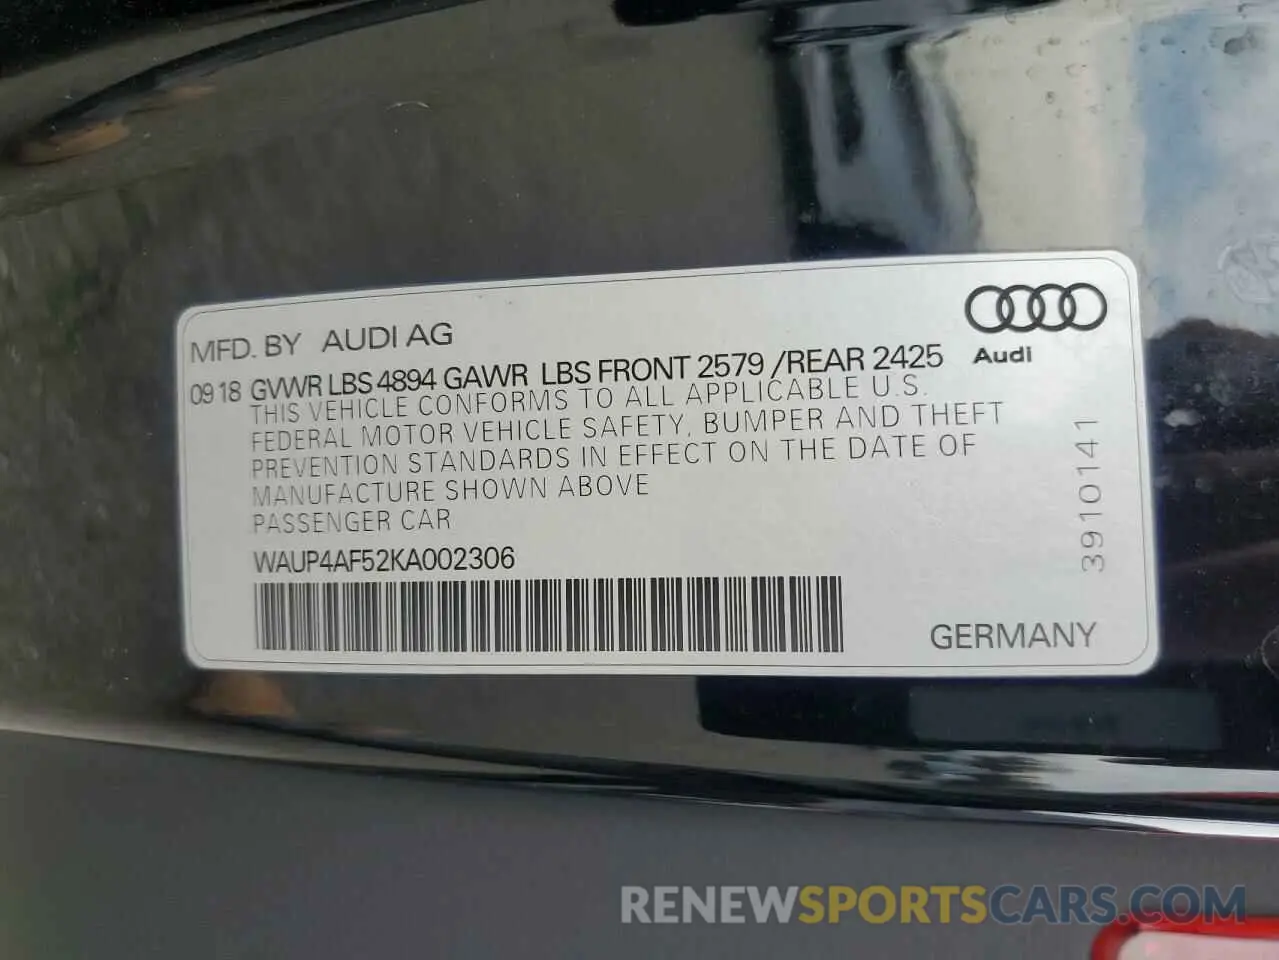 MFD. BY AUDI AG
Audi
09 18 GVWR LBS 4894 GAWR LBS FRONT 2579 /REAR 2425
THIS VEHICLE CONFORMS TO ALL APPLICABLE U.S.
FEDERAL MOTOR VEHICLE SAFETY, BUMPER AND THEFT
PREVENTION STANDARDS IN EFFECT ON THE DATE OF
MANUFACTURE SHOWN ABOVE
PASSENGER CAR
WAUP4AF52KA002306
3910141
GERMANY
RENEWSPORTSCARS.COM